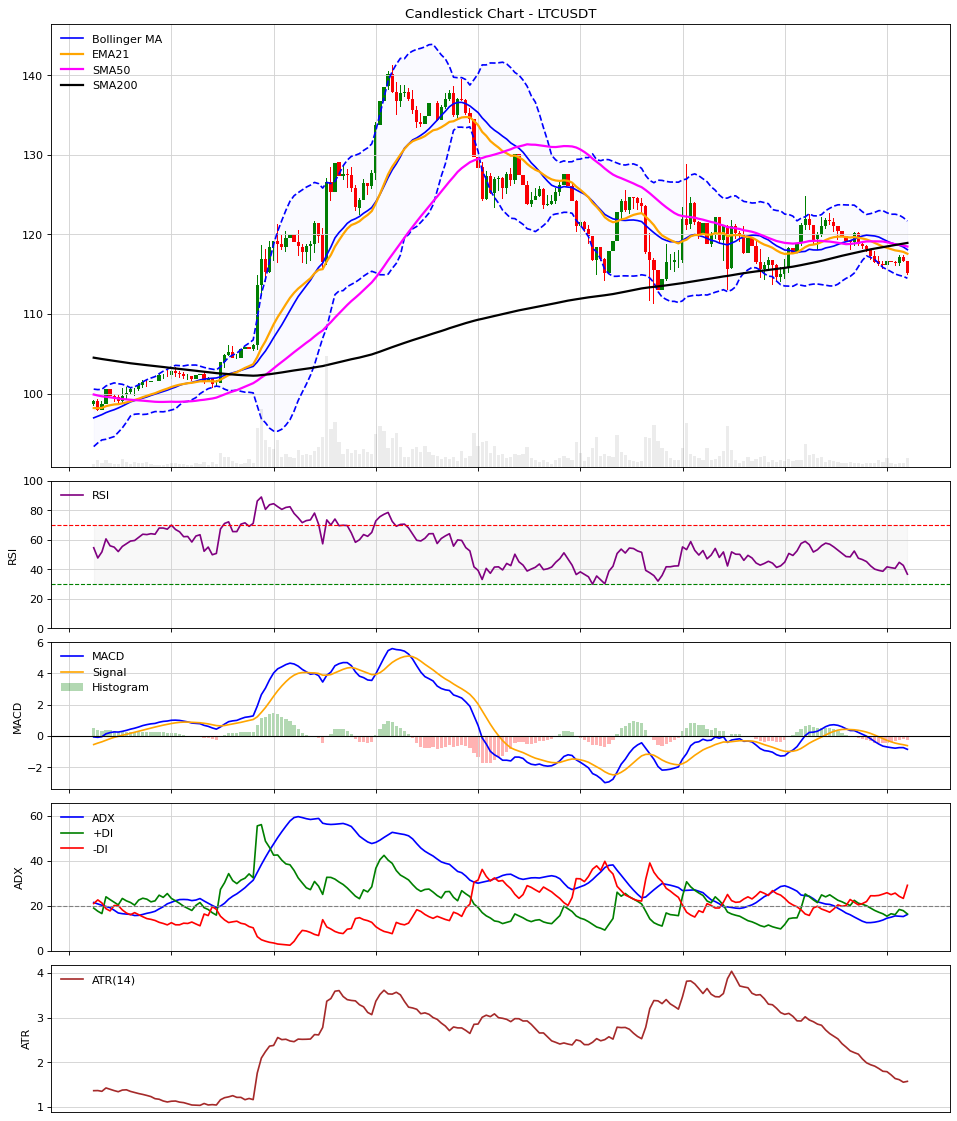 Candlestick Chart - LTCUSDT
Bollinger MA
EMA21
SMA50
SMA200
140
130
120
110
100
RSI
100
80
60
40
20
0
RSI
MACD
Signal
Histogram
6
4
2
0
−2
MACD
ADX
+DI
-DI
60
40
20
0
ADX
ATR(14)
4
3
2
1
ATR